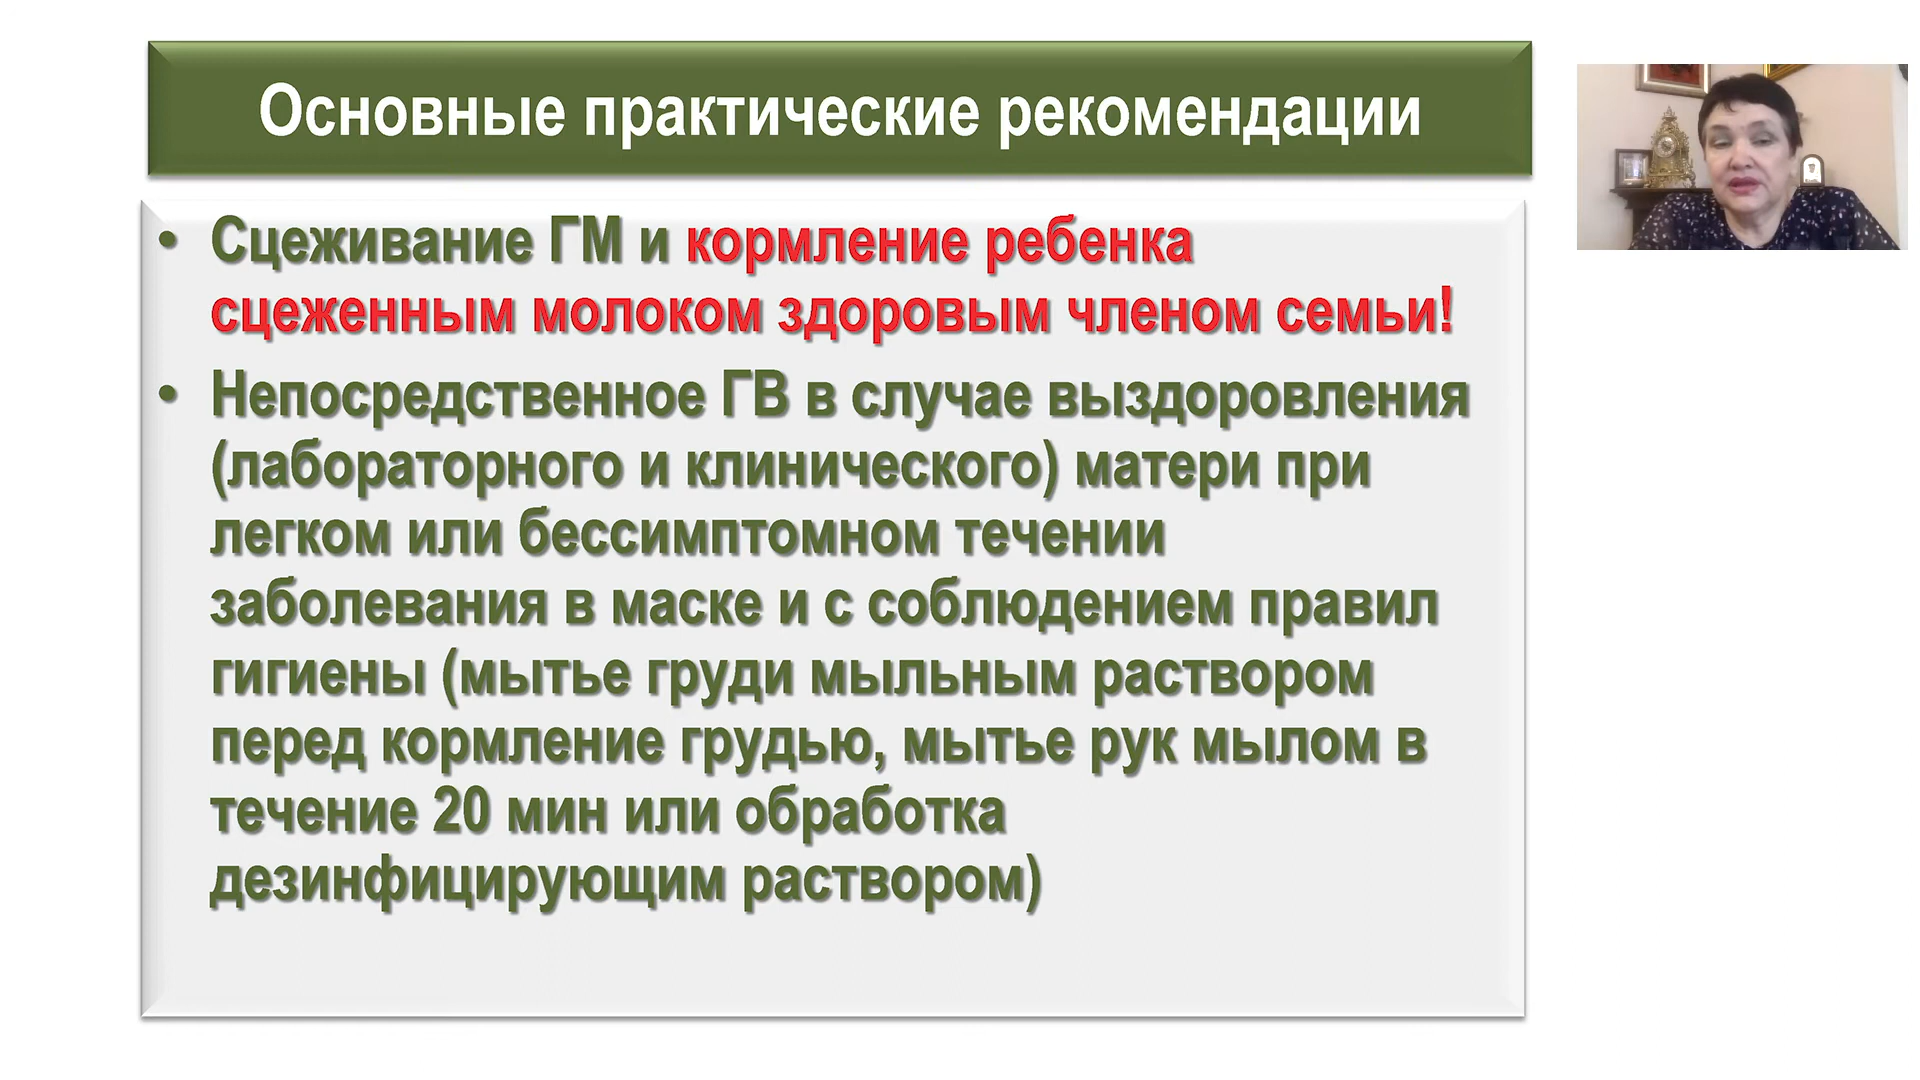 Основные практические рекомендации
• Сцеживание ГМ и кормление ребенка
сцеженным молоком здоровым членом семьи!
• Непосредственное ГВ в случае выздоровления
(лабораторного и клинического) матери при
легком или бессимптомном течении
заболевания в маске и с соблюдением правил
гигиены (мытье груди мыльным раствором
перед кормление грудью, мытье рук мылом в
течение 20 мин или обработка
дезинфицирующим раствором)